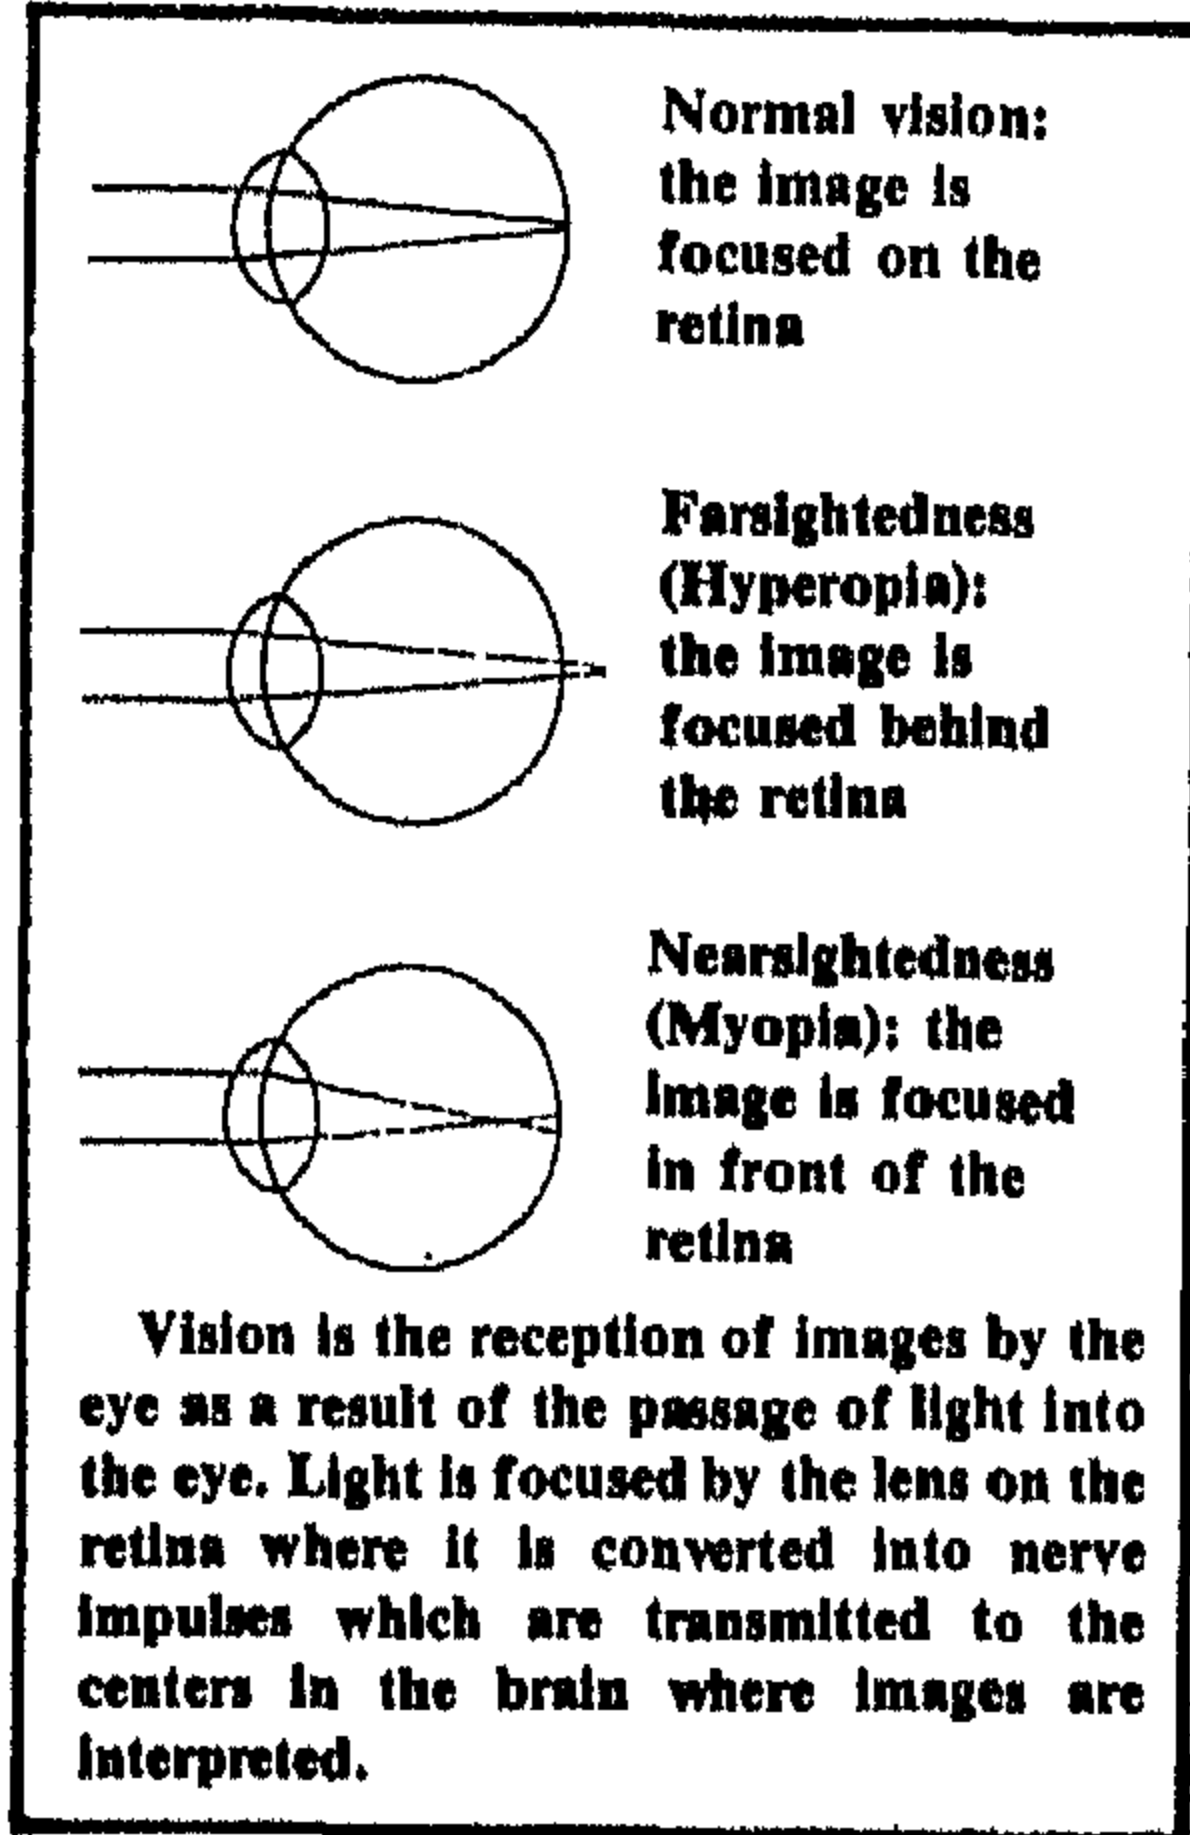 Normal vision:
the image is
focused on the
retina
Farsightedness
(Hyperopia):
the image is
focused behind
the retina
Nearsightedness
(Myopia): the
image is focused
in front of the
retina
Vision is the reception of images by the
eye as a result of the passage of light into
the eye. Light is focused by the lens on the
retina where it is converted into nerve
impulses which are transmitted to the
centers in the brain where images are
interpreted.